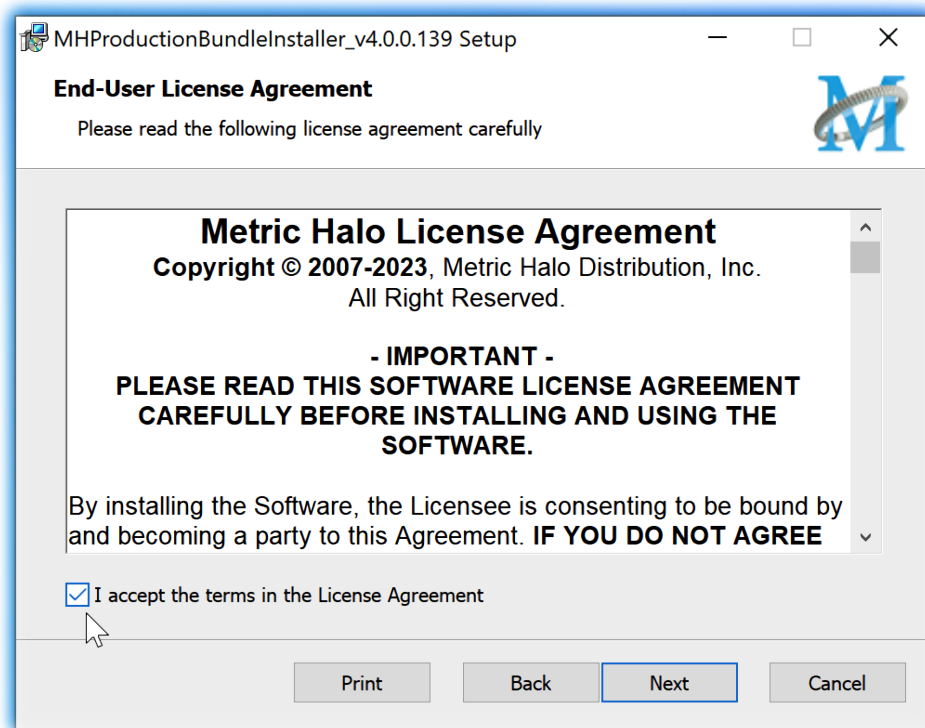 MHProductionBundleInstaller_v4.0.0.139 Setup
End-User License Agreement
Please read the following license agreement carefully
M
Metric Halo License Agreement
Copyright © 2007-2023, Metric Halo Distribution, Inc.
All Right Reserved.
- IMPORTANT -
PLEASE READ THIS SOFTWARE LICENSE AGREEMENT
CAREFULLY BEFORE INSTALLING AND USING THE
SOFTWARE.
By installing the Software, the Licensee is consenting to be bound by
and becoming a party to this Agreement. IF YOU DO NOT AGREE
I accept the terms in the License Agreement
Print Back Next Cancel